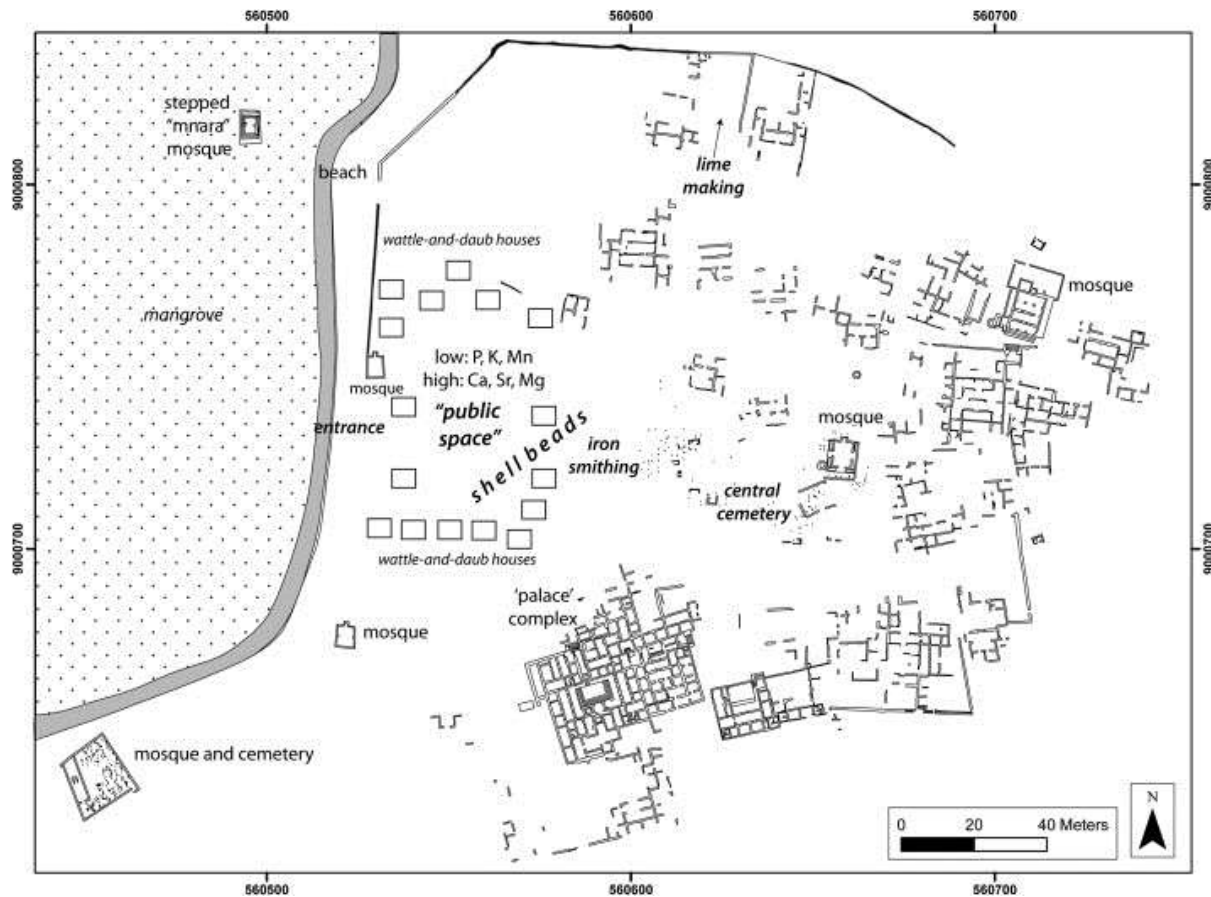 560500
560600
560700
stepped
"mnara"
mosque
beach
lime
making
9000800
9000800
wattle-and-daub houses
mangrove
mosque
low: P, K, Mn
high: Ca, Sr, Mg
mosque
"public
space"
entrance
shell beads
iron
smithing
mosque
central
cemetery
9000700
9000700
wattle-and-daub houses
'palace'
complex
mosque
mosque and cemetery
N
0 20 40 Meters
560500
560600
560700